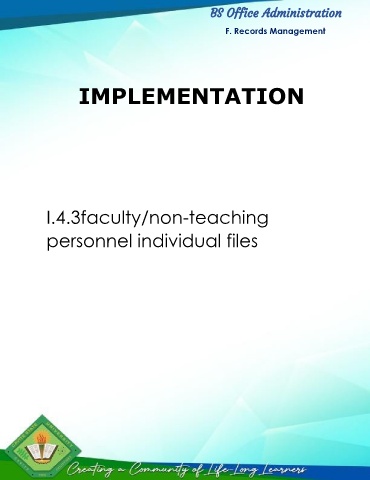 BS Office Administration
F. Records Management
IMPLEMENTATION
I.4.3faculty/non-teaching
personnel individual files
Creating a Community of Life-Long Learners